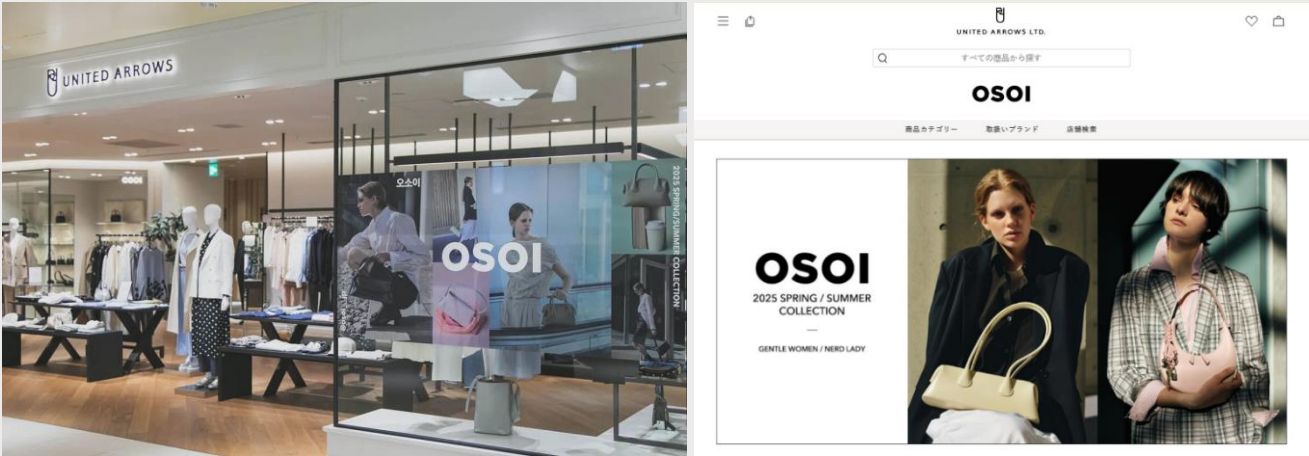 UNITED ARROWS
OSOI
오소이
OSOI
2025 SPRING/SUMMER COLLECTION
UNITED ARROWS LTD.
すべての商品から探す
OSOI
商品カテゴリー 取扱いブランド 店舗検索
OSOI
2025 SPRING / SUMMER
COLLECTION
GENTLE WOMEN / NERD LADY